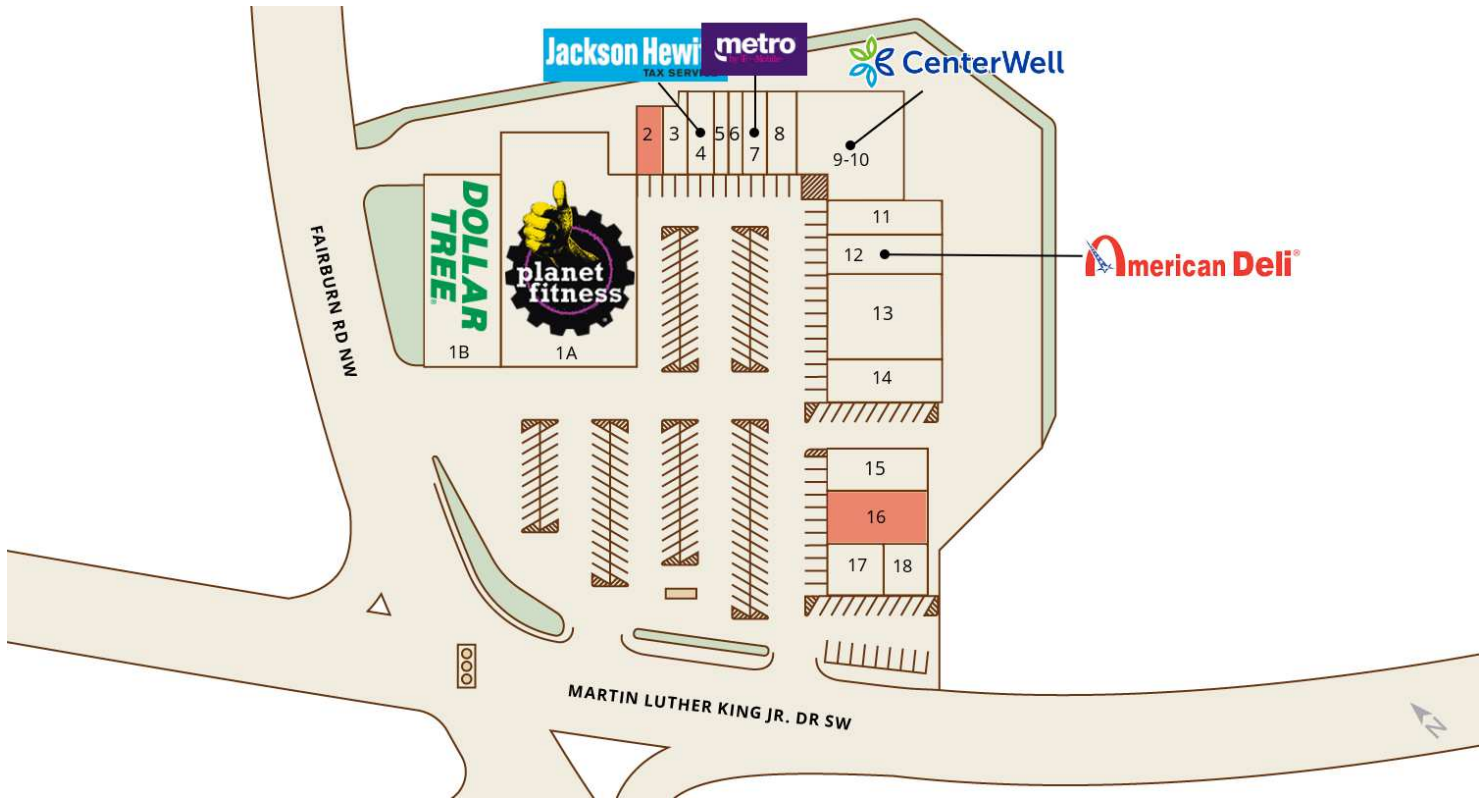 Jackson Hewi
TAX SERVICE
metro
by T-Mobile
CenterWell
2
3
4
5
6
7
8
9-10
DOLLAR
TREE
1B
planet
fitness
1A
11
12
American Deli®
13
14
15
16
17
18
FAIRBURN RD NW
MARTIN LUTHER KING JR. DR SW
N